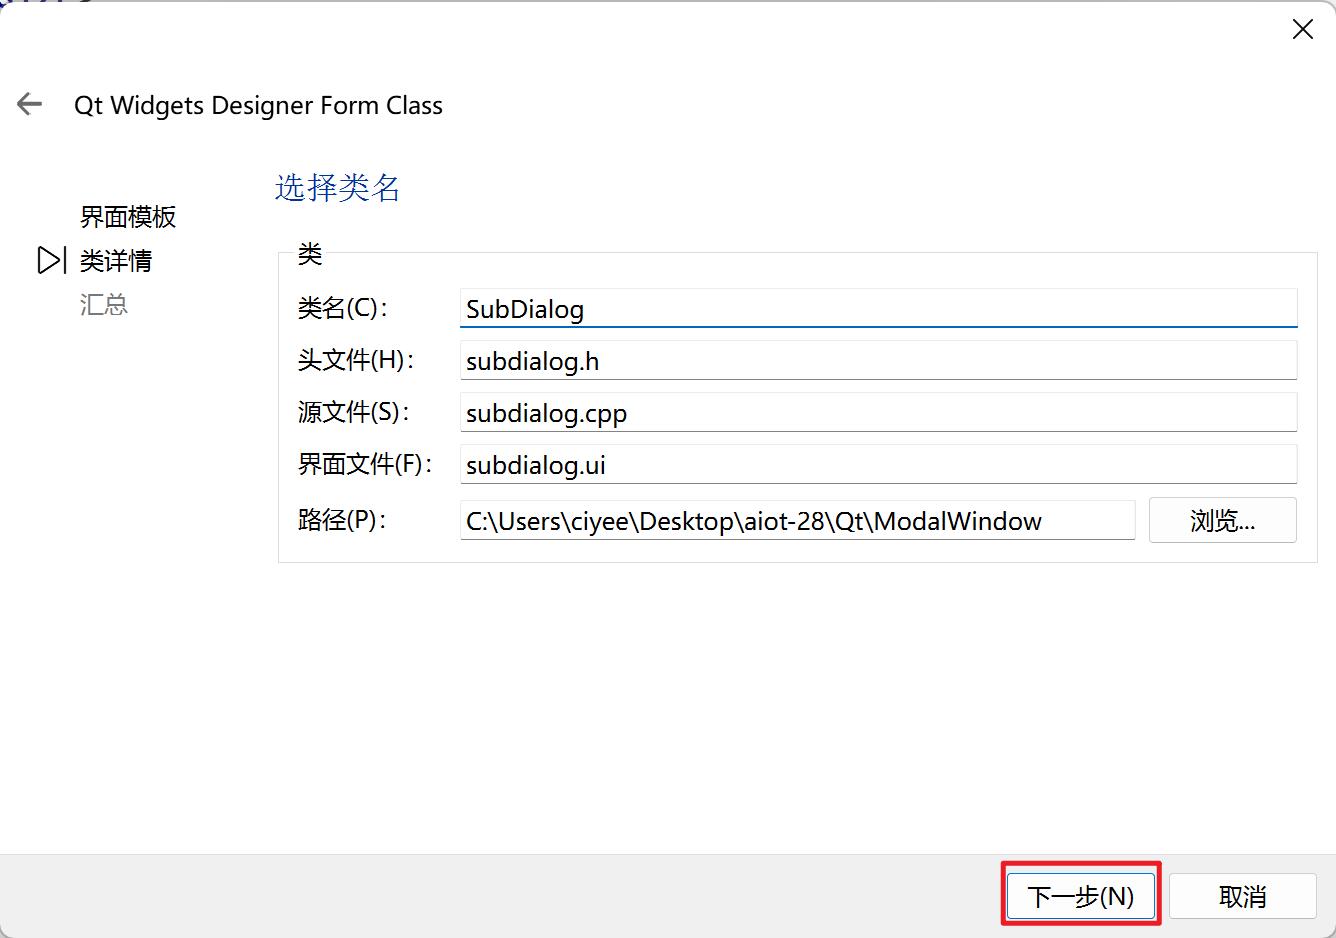 Qt Widgets Designer Form Class
选择类名
界面模板
类详情
汇总
类
类名(C)： SubDialog
头文件(H)： subdialog.h
源文件(S)： subdialog.cpp
界面文件(F)： subdialog.ui
路径(P)： C:\Users\ciyee\Desktop\aiot-28\Qt\ModalWindow 浏览...
下一步(N) 取消